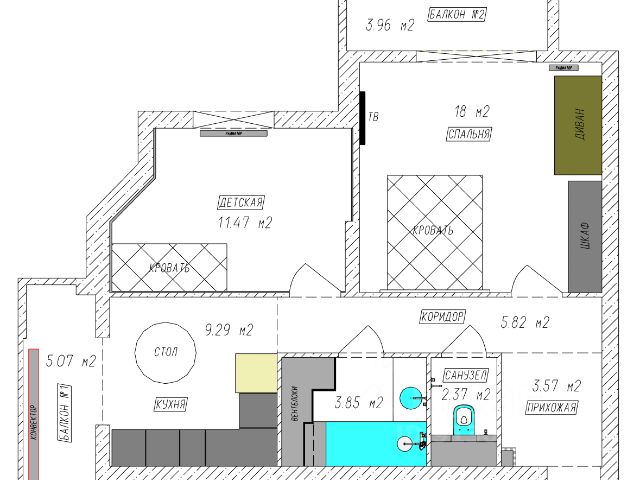 БАЛКОН №2
3.96 м2
18 м2
СПАЛЬНЯ
ТВ
ДИВАН
ШКАФ
КРОВАТЬ
ДЕТСКАЯ
11.47 м2
КРОВАТЬ
КОРИДОР
5.82 м2
9.29 м2
СТОЛ
КУХНЯ
5.07 м2
БАЛКОН №1
КОНВЕКТОР
ВЕНТБЛОКИ
3.85 м2
САНУЗЕЛ
2.37 м2
3.57 м2
ПРИХОЖАЯ